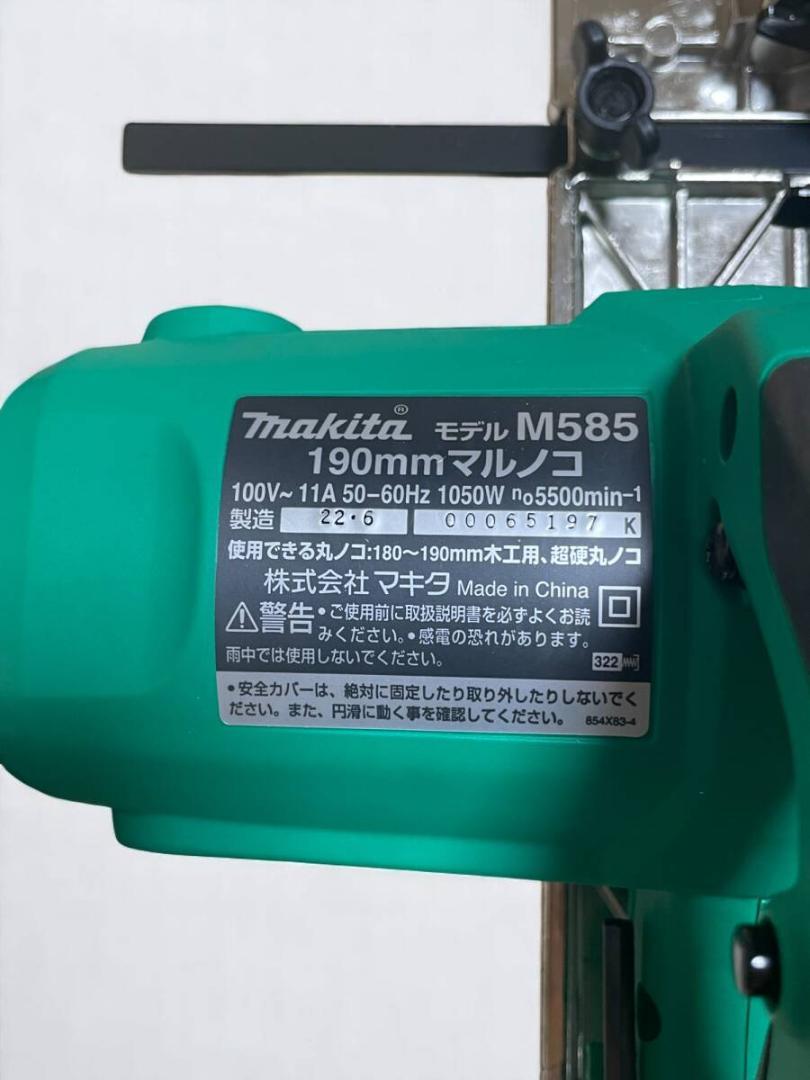 makita® モデル M585
190mmマルノコ
100V~ 11A 50-60Hz 1050W no5500min-1
製造 22・6 00065197 K
使用できる丸ノコ:180~190mm木工用、超硬丸ノコ
株式会社 マキタ Made in China
警告 •ご使用前に取扱説明書を必ずよくお読
みください。•感電の恐れがあります。
雨中では使用しないでください。 322
•安全カバーは、絶対に固定したり取り外したりしないでく
ださい。また、円滑に動く事を確認してください。 854X83-4